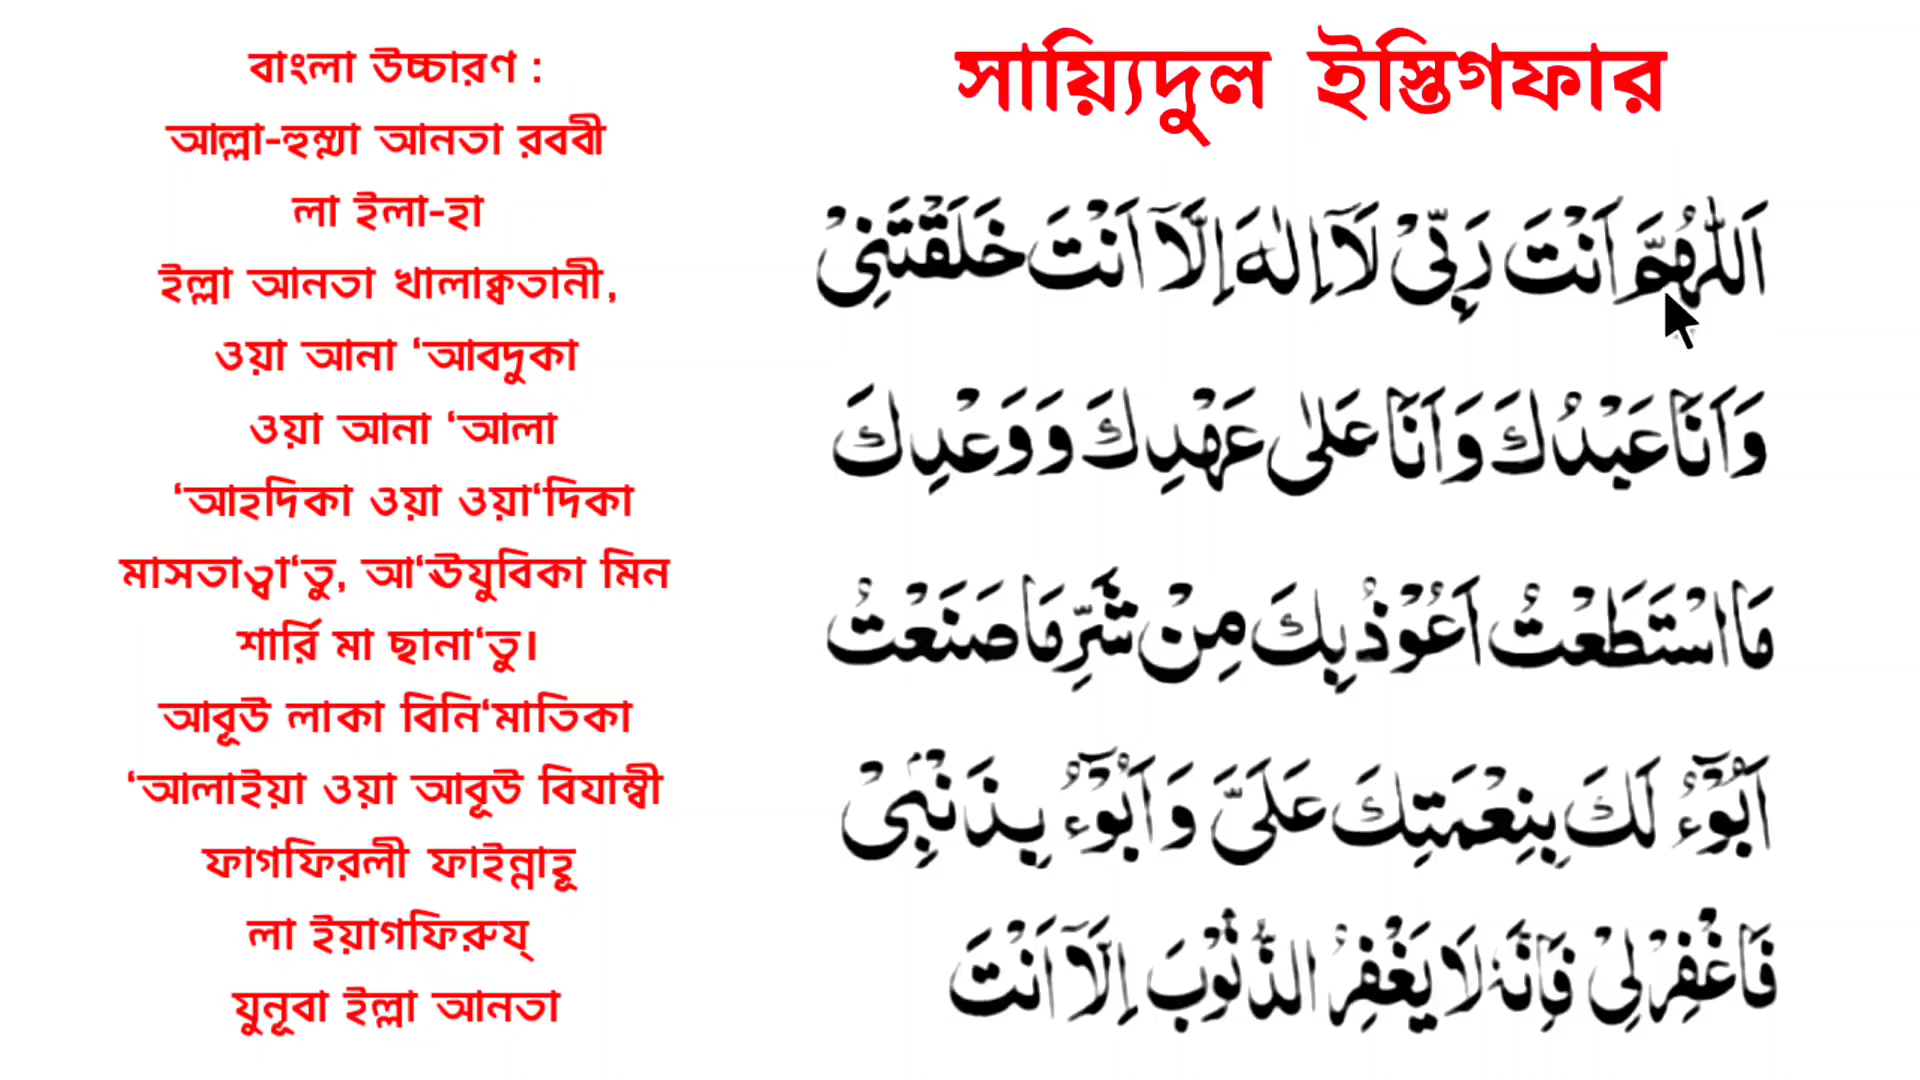 সায়্যিদুল ইস্তিগফার
বাংলা উচ্চারণ :
আল্লা-হুম্মা আনতা রববী
লা ইলা-হা
ইল্লা আনতা খালাক্বতানী,
ওয়া আনা ‘আবদুকা
ওয়া আনা ‘আলা
‘আহদিকা ওয়া ওয়া‘দিকা
মাসতাত্বা‘তু, আ‘ঊযুবিকা মিন
শার্রি মা ছানা‘তু।
আবূউ লাকা বিনি‘মাতিকা
‘আলাইয়া ওয়া আবূউ বিযাম্বী
ফাগফিরলী ফাইন্নাহূ
লা ইয়াগফিরুয্
যুনূবা ইল্লা আনতা
اَللّٰهُمَّ اَنْتَ رَبِّىْ لَآ اِلٰهَ اِلَّآ اَنْتَ خَلَقْتَنِىْ
وَاَنَا عَبْدُكَ وَاَنَا عَلٰى عَهْدِكَ وَوَعْدِكَ
مَا اسْتَطَعْتُ اَعُوْذُ بِكَ مِنْ شَرِّ مَا صَنَعْتُ
اَبُوْٓءُ لَكَ بِنِعْمَتِكَ عَلَىَّ وَاَبُوْٓءُ بِذَنْبِىْ
فَاغْفِرْلِىْ فَاِنَّهٗ لَا يَغْفِرُ الذُّنُوْبَ اِلَّآ اَنْتَ